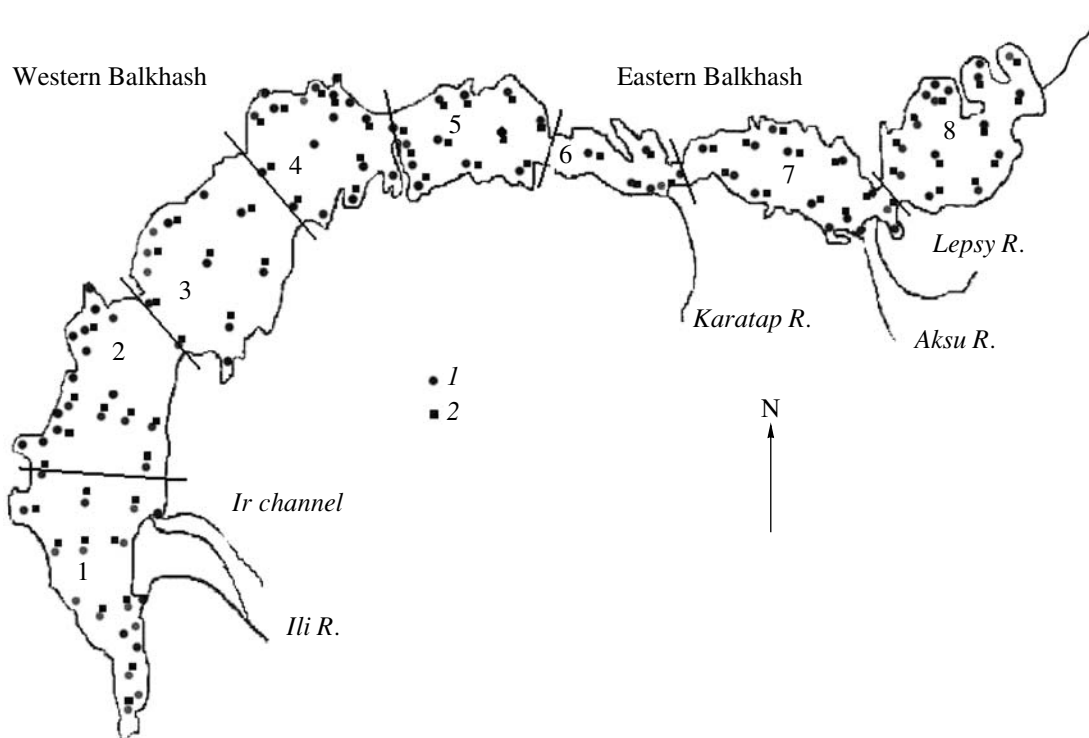 Western Balkhash
Eastern Balkhash
4
5
6
7
8
3
2
1
Lepsy R.
Karatap R.
Aksu R.
1
2
N
Ir channel
Ili R.